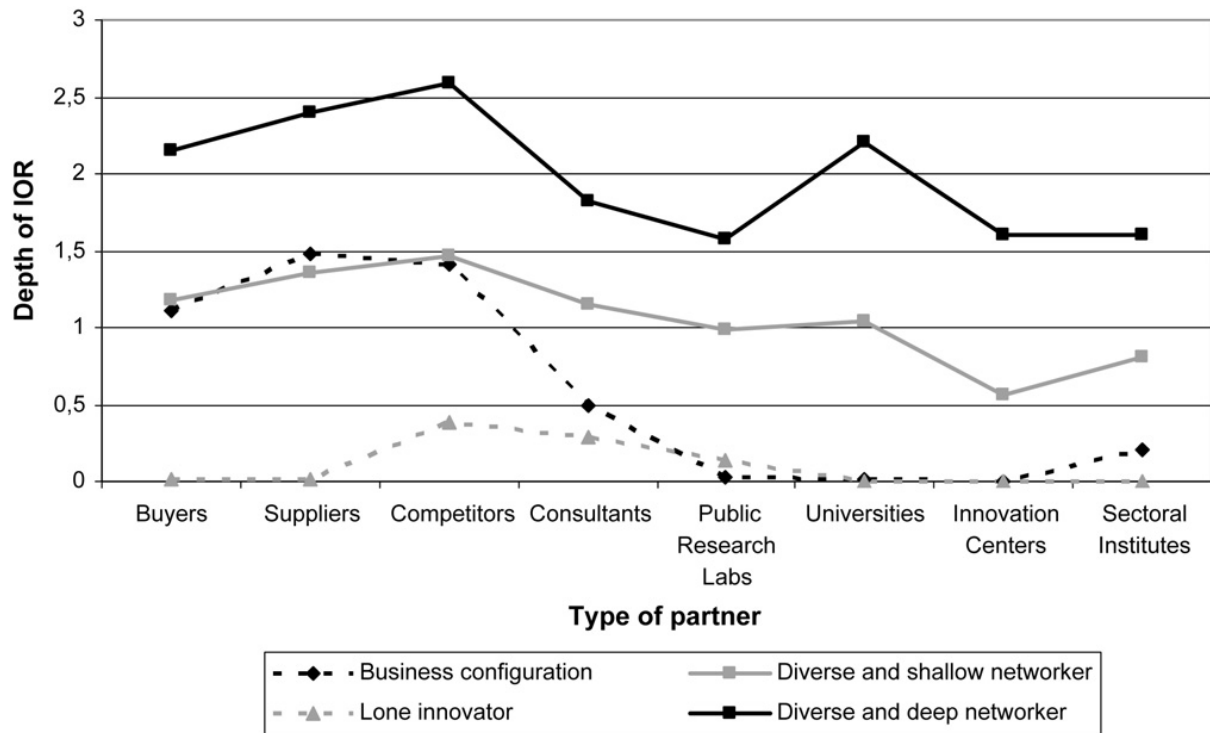 3
2,5
2
1,5
1
0,5
0
Depth of IOR
Buyers Suppliers Competitors Consultants Public Universities Innovation Sectoral
Research Centers Institutes
Labs
Type of partner
Business configuration Diverse and shallow networker
Lone innovator Diverse and deep networker